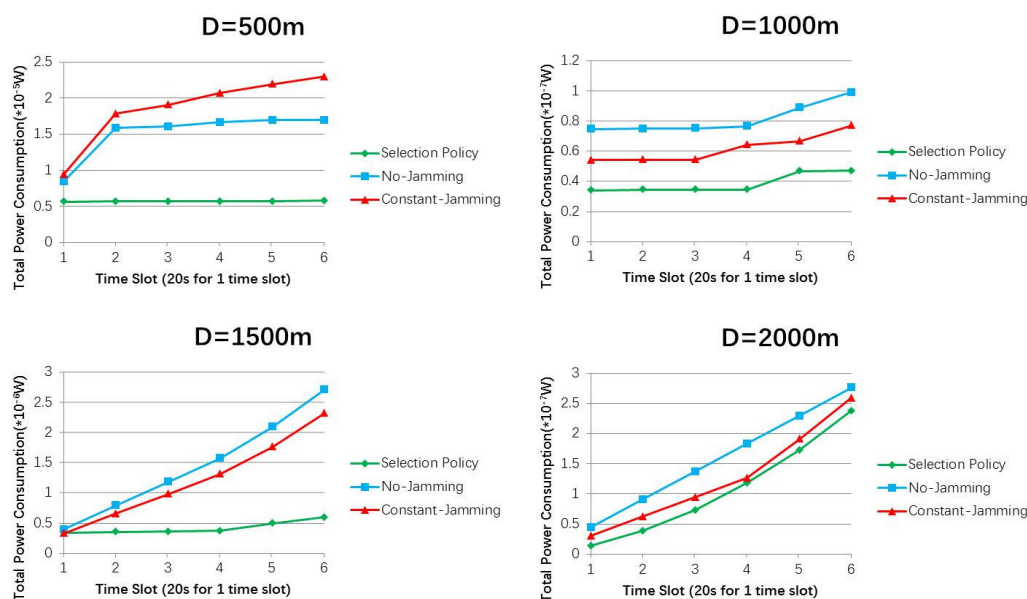 D=500m
Total Power Consumption(*10⁻⁵W)
2.5
2
1.5
1
0.5
0
1 2 3 4 5 6
Time Slot (20s for 1 time slot)
Selection Policy
No-Jamming
Constant-Jamming
D=1000m
Total Power Consumption(*10⁻⁷W)
1.2
1
0.8
0.6
0.4
0.2
0
1 2 3 4 5 6
Time Slot (20s for 1 time slot)
Selection Policy
No-Jamming
Constant-Jamming
D=1500m
Total Power Consumption(*10⁻⁸W)
3
2.5
2
1.5
1
0.5
0
1 2 3 4 5 6
Time Slot (20s for 1 time slot)
Selection Policy
No-Jamming
Constant-Jamming
D=2000m
Total Power Consumption(*10⁻⁷W)
3
2.5
2
1.5
1
0.5
0
1 2 3 4 5 6
Time Slot (20s for 1 time slot)
Selection Policy
No-Jamming
Constant-Jamming